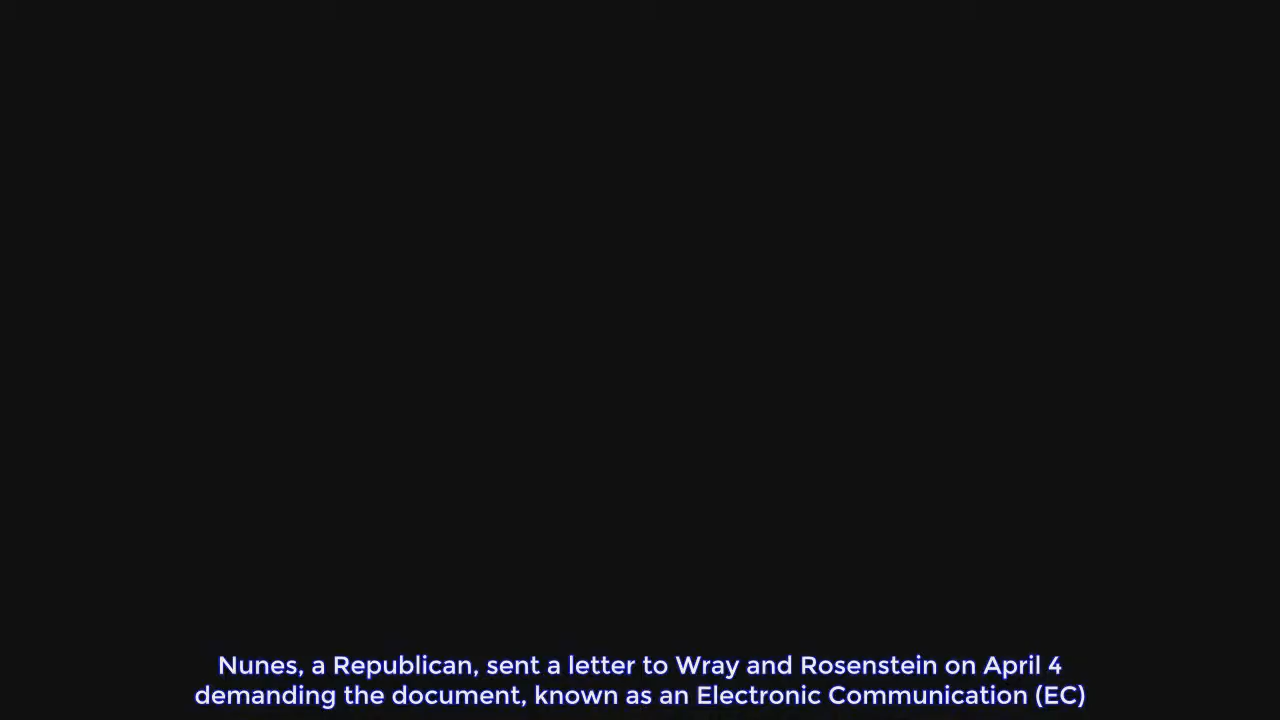 Nunes, a Republican, sent a letter to Wray and Rosenstein on April 4
demanding the document, known as an Electronic Communication (EC)